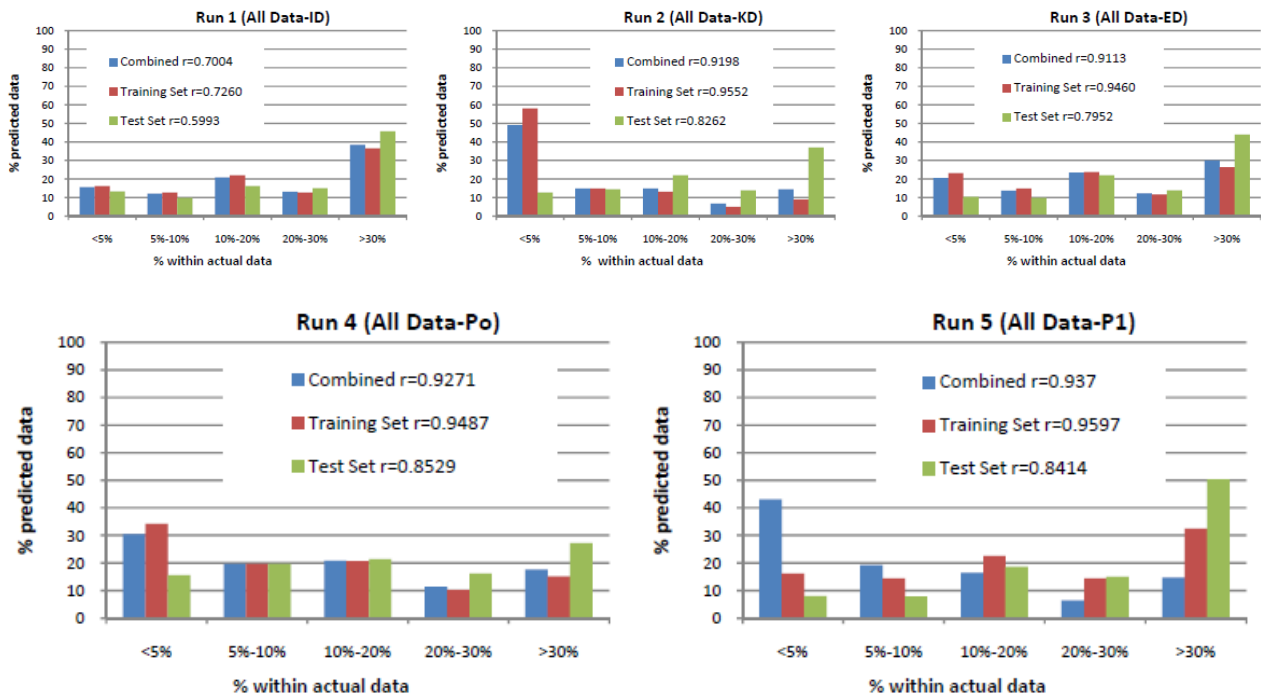 Run 1 (All Data-ID)
100
90
80
70
60
50
40
30
20
10
0
% predicted data
Combined r=0.7004
Training Set r=0.7260
Test Set r=0.5993
<5% 5%-10% 10%-20% 20%-30% >30%
% within actual data
Run 2 (All Data-KD)
100
90
80
70
60
50
40
30
20
10
0
% predicted data
Combined r=0.9198
Training Set r=0.9552
Test Set r=0.8262
<5% 5%-10% 10%-20% 20%-30% >30%
% within actual data
Run 3 (All Data-ED)
100
90
80
70
60
50
40
30
20
10
0
% predicted data
Combined r=0.9113
Training Set r=0.9460
Test Set r=0.7952
<5% 5%-10% 10%-20% 20%-30% >30%
% within actual data
Run 4 (All Data-Po)
100
90
80
70
60
50
40
30
20
10
0
% predicted data
Combined r=0.9271
Training Set r=0.9487
Test Set r=0.8529
<5% 5%-10% 10%-20% 20%-30% >30%
% within actual data
Run 5 (All Data-P1)
100
90
80
70
60
50
40
30
20
10
0
% predicted data
Combined r=0.937
Training Set r=0.9597
Test Set r=0.8414
<5% 5%-10% 10%-20% 20%-30% >30%
% within actual data